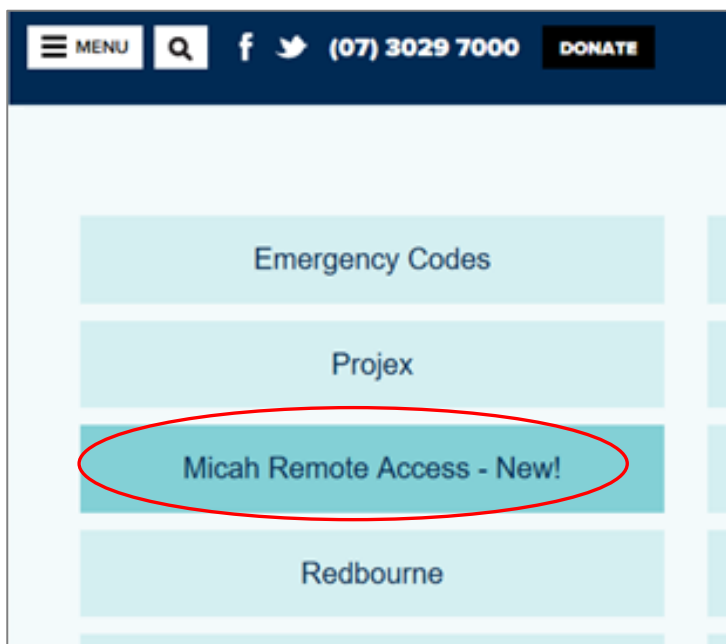 MENU (07) 3029 7000 DONATE
Emergency Codes
Projex
Micah Remote Access - New!
Redbourne